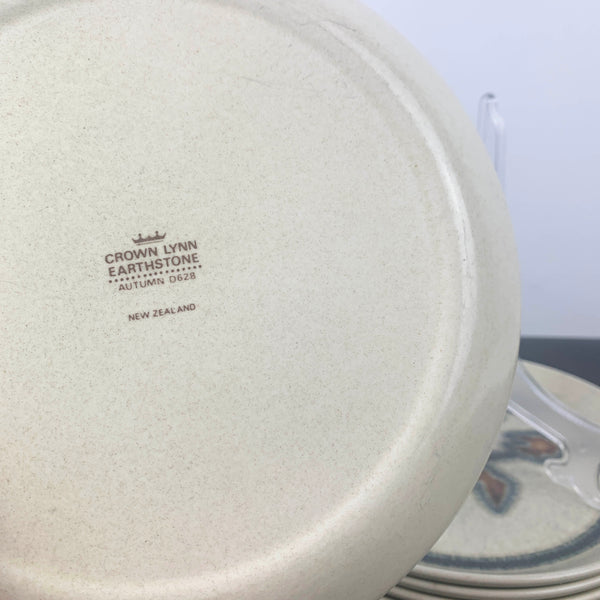 CROWN LYNN
EARTHSTONE
AUTUMN D628
NEW ZEALAND